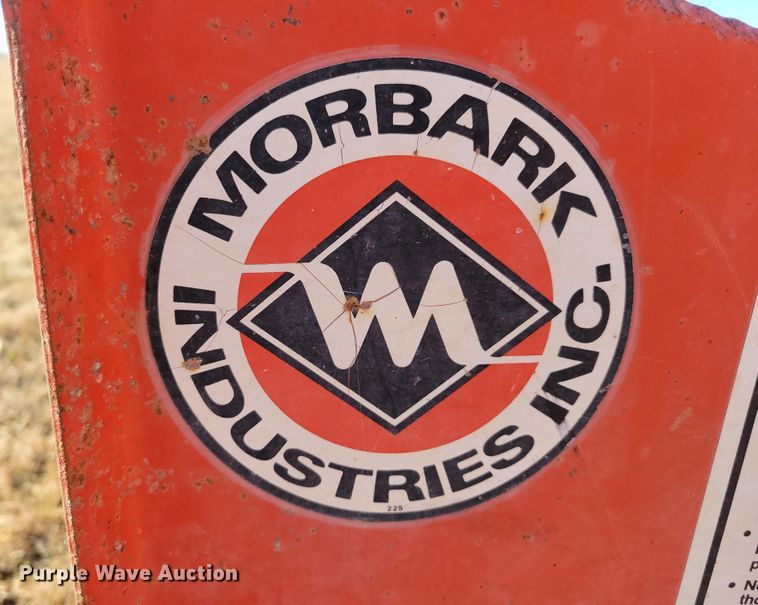 MORBARK
INDUSTRIES INC.
225
Purple Wave Auction